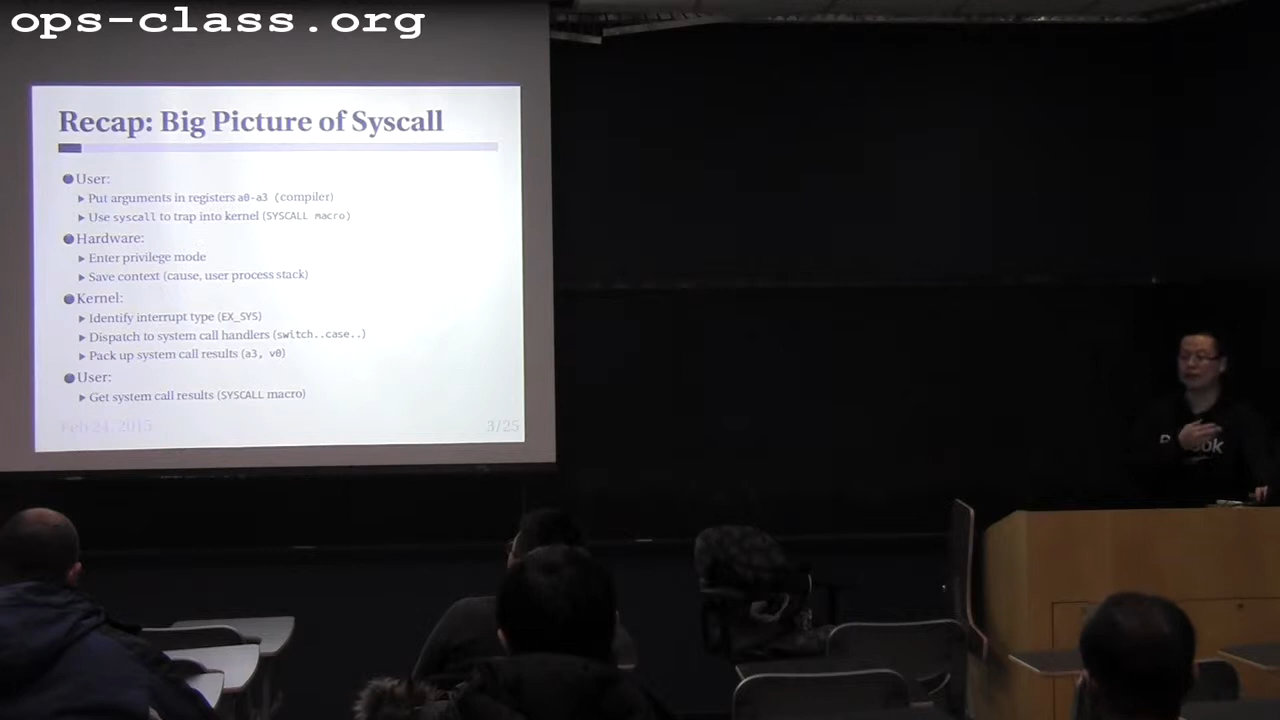 ops-class.org
Recap: Big Picture of Syscall
User:
Put arguments in registers a0-a3 (compiler)
Use syscall to trap into kernel (SYSCALL macro)
Hardware:
Enter privilege mode
Save context (cause, user process stack)
Kernel:
Identify interrupt type (EX_SYS)
Dispatch to system call handlers (switch..case..)
Pack up system call results (a3, v0)
User:
Get system call results (SYSCALL macro)
Feb 24, 2015
3/25